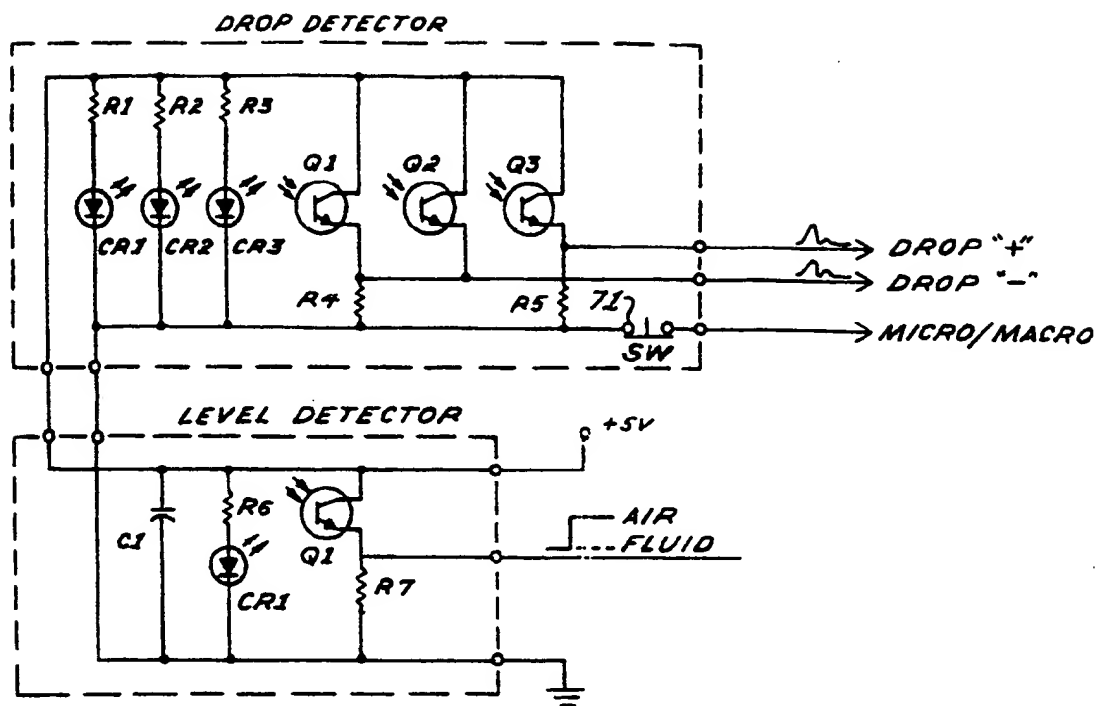 DROP DETECTOR
R1 R2 R3
Q1 Q2 Q3
CR1 CR2 CR3
DROP "+"
DROP "-"
R4 R5 71
SW
MICRO/MACRO
LEVEL DETECTOR
+5V
R6
C1 Q1
AIR
FLUID
CR1 R7